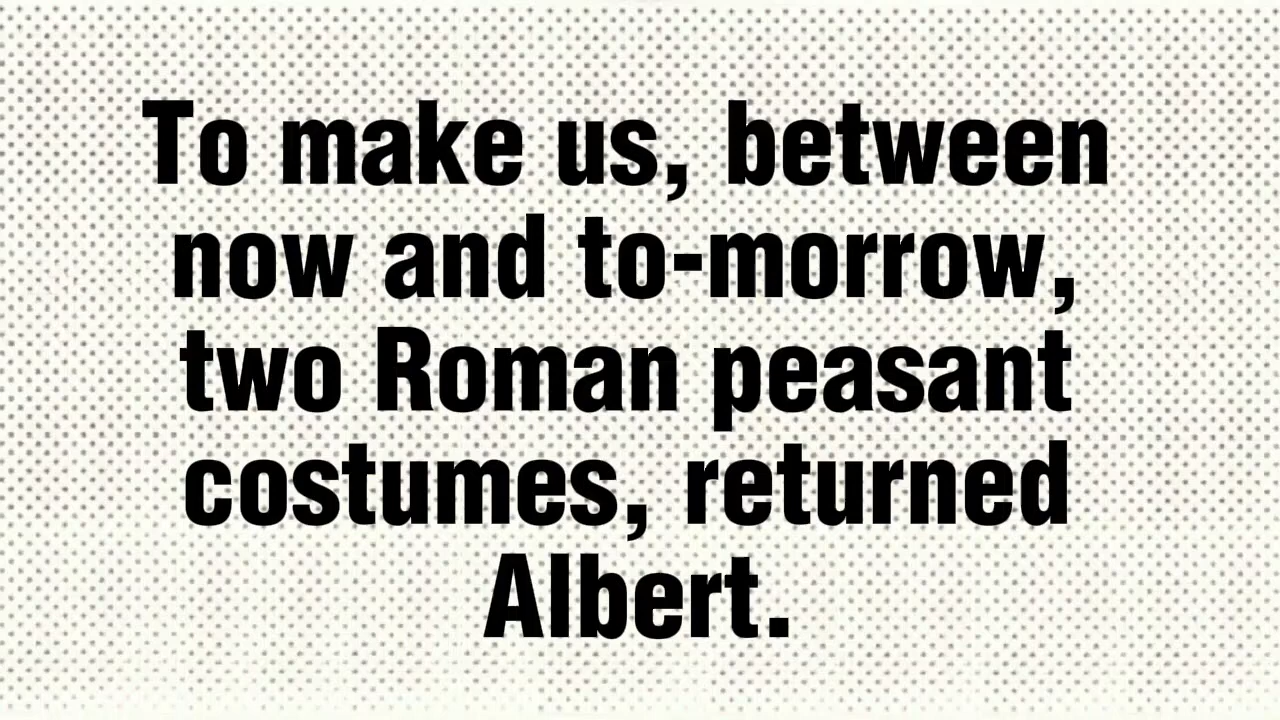 To make us, between
now and to-morrow,
two Roman peasant
costumes, returned
Albert.